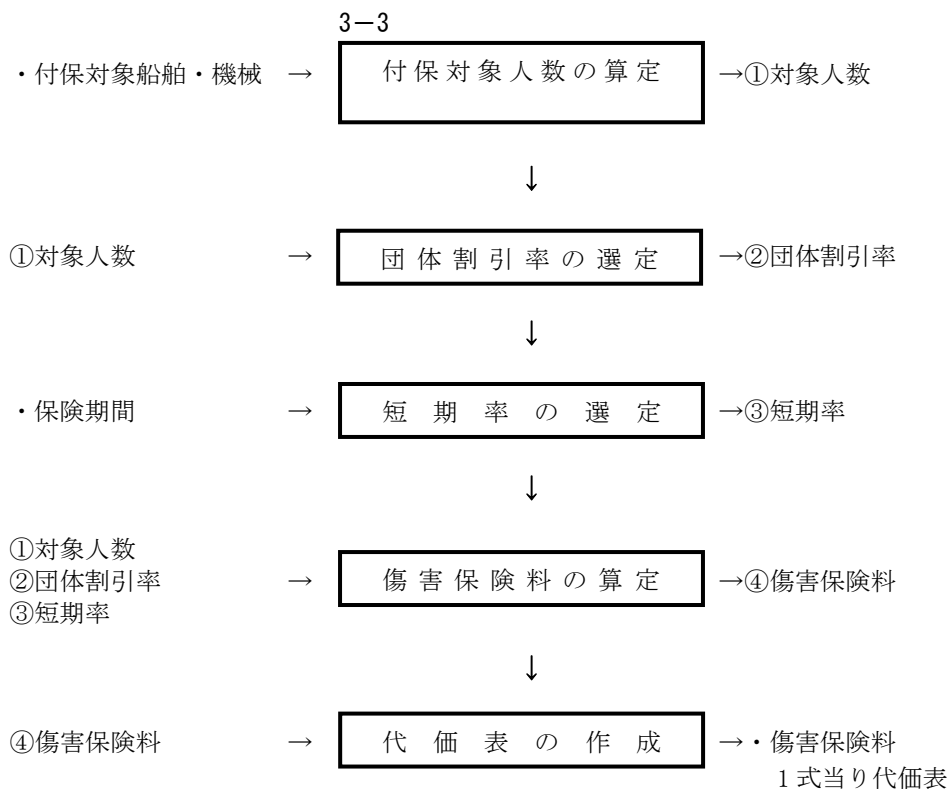 3－3
・付保対象船舶・機械 → 付保対象人数の算定 →①対象人数
↓
①対象人数 → 団体割引率の選定 →②団体割引率
↓
・保険期間 → 短期率の選定 →③短期率
↓
①対象人数
②団体割引率 → 傷害保険料の算定 →④傷害保険料
③短期率
↓
④傷害保険料 → 代価表の作成 →・傷害保険料
１式当り代価表